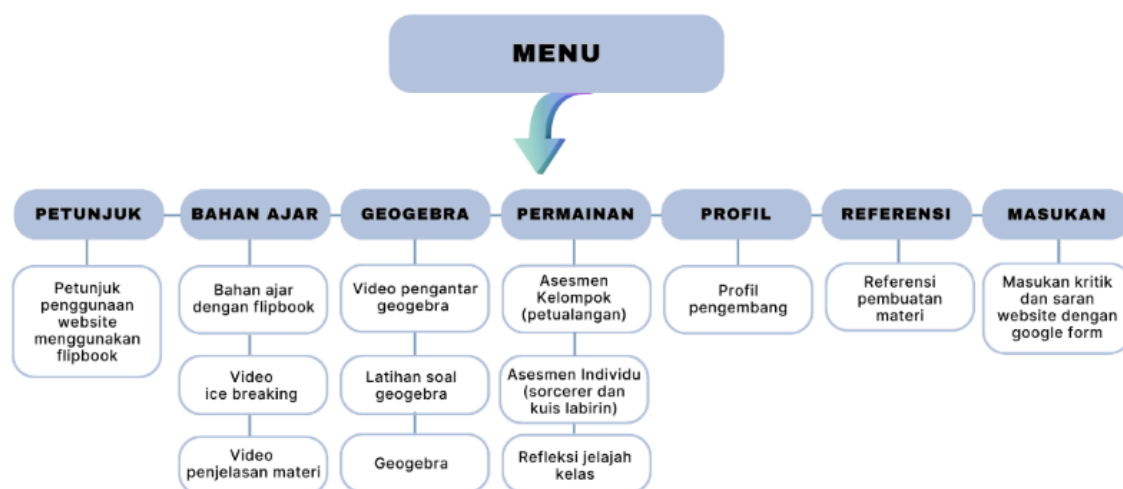 MENU
PETUNJUK
BAHAN AJAR
GEOGEBRA
PERMAINAN
PROFIL
REFERENSI
MASUKAN
Petunjuk
penggunaan
website
menggunakan
flipbook
Bahan ajar
dengan flipbook
Video
ice breaking
Video
penjelasan materi
Video pengantar
geogebra
Latihan soal
geogebra
Geogebra
Asesmen
Kelompok
(petualangan)
Asesmen Individu
(sorcerer dan
kuis labirin)
Refleksi jelajah
kelas
Profil
pengembang
Referensi
pembuatan
materi
Masukan kritik
dan saran
website dengan
google form